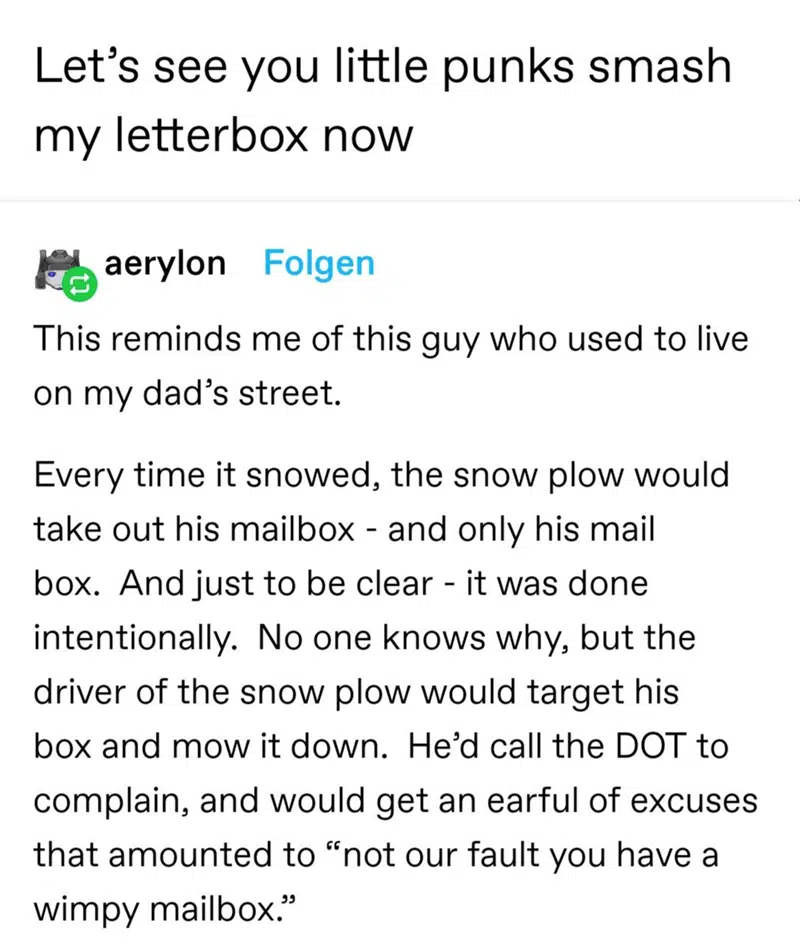 Let’s see you little punks smash
my letterbox now
aerylon Folgen
This reminds me of this guy who used to live
on my dad’s street.
Every time it snowed, the snow plow would
take out his mailbox - and only his mail
box.  And just to be clear - it was done
intentionally.  No one knows why, but the
driver of the snow plow would target his
box and mow it down.  He’d call the DOT to
complain, and would get an earful of excuses
that amounted to “not our fault you have a
wimpy mailbox.”